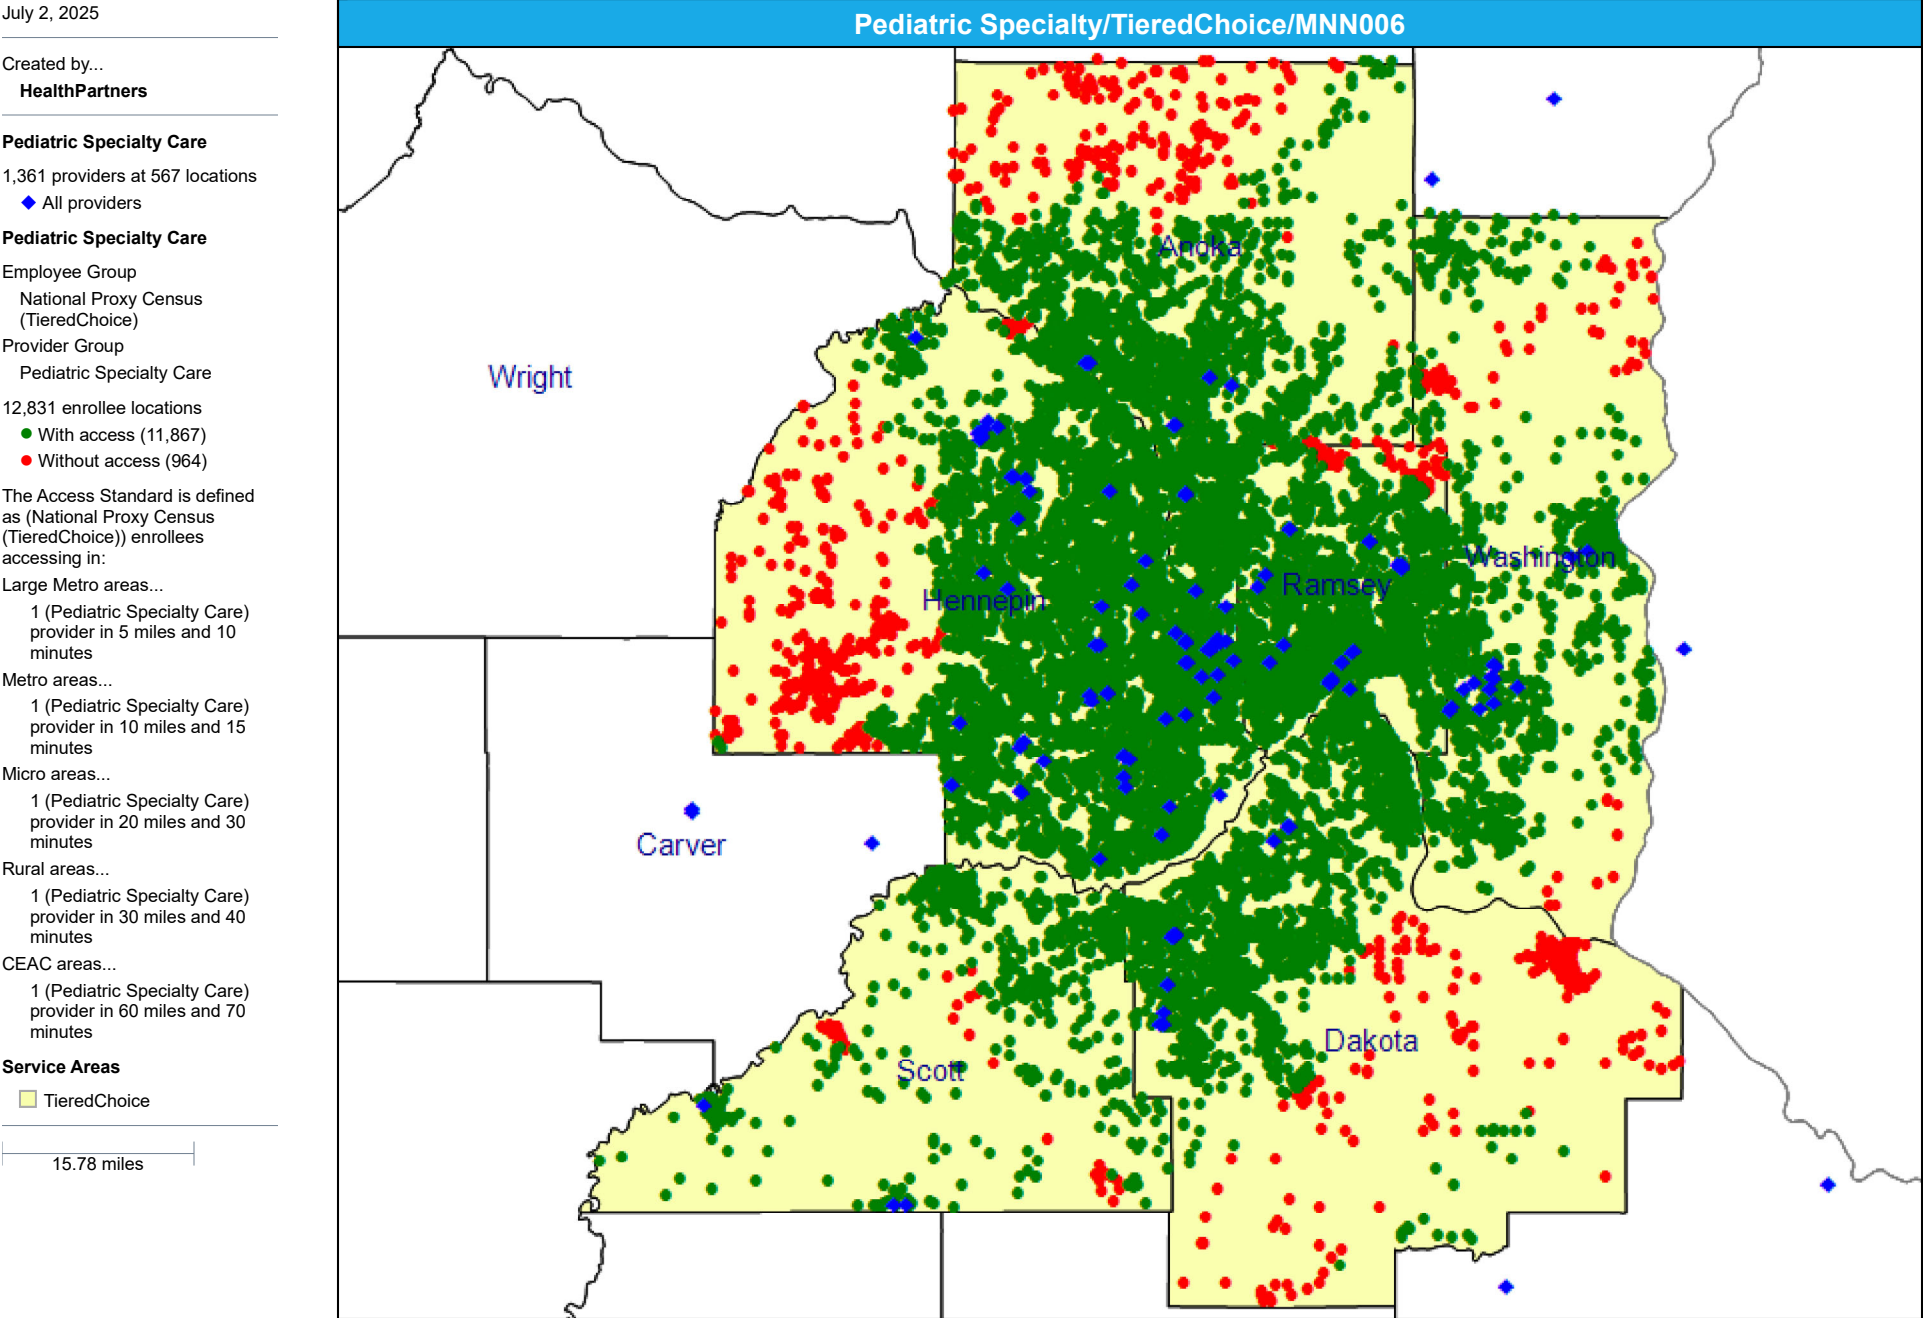 July 2, 2025
Created by...
HealthPartners
Pediatric Specialty Care
1,361 providers at 567 locations
All providers
Pediatric Specialty Care
Employee Group
National Proxy Census
(TieredChoice)
Provider Group
Pediatric Specialty Care
12,831 enrollee locations
With access (11,867)
Without access (964)
The Access Standard is defined
as (National Proxy Census
(TieredChoice)) enrollees
accessing in:
Large Metro areas...
1 (Pediatric Specialty Care)
provider in 5 miles and 10
minutes
Metro areas...
1 (Pediatric Specialty Care)
provider in 10 miles and 15
minutes
Micro areas...
1 (Pediatric Specialty Care)
provider in 20 miles and 30
minutes
Rural areas...
1 (Pediatric Specialty Care)
provider in 30 miles and 40
minutes
CEAC areas...
1 (Pediatric Specialty Care)
provider in 60 miles and 70
minutes
Service Areas
TieredChoice
15.78 miles
Pediatric Specialty/TieredChoice/MNN006
Anoka
Wright
Washington
Ramsey
Hennepin
Carver
Dakota
Scott